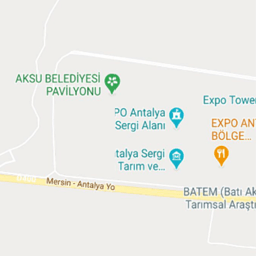 AKSU BELEDİYESİ
PAVİLYONU
PO Antalya
Sergi Alanı
Expo Tower
EXPO AN
BÖLGE...
talya Sergi
Tarım ve...
Mersin - Antalya Yo
BATEM (Batı Ak
Tarımsal Araştı